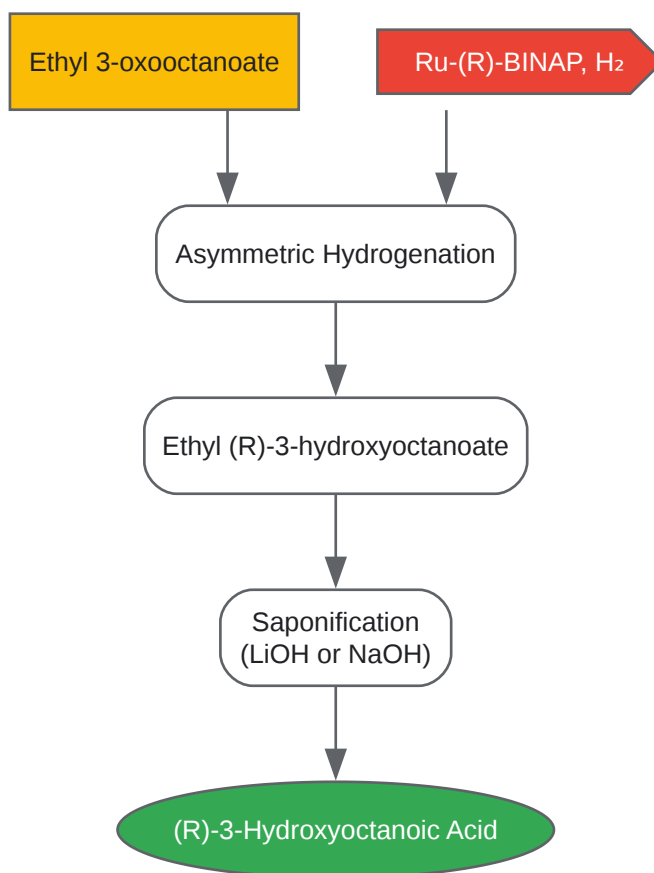 Ethyl 3-oxooctanoate
Ru-(R)-BINAP, H₂
Asymmetric Hydrogenation
Ethyl (R)-3-hydroxyoctanoate
Saponification
(LiOH or NaOH)
(R)-3-Hydroxyoctanoic Acid